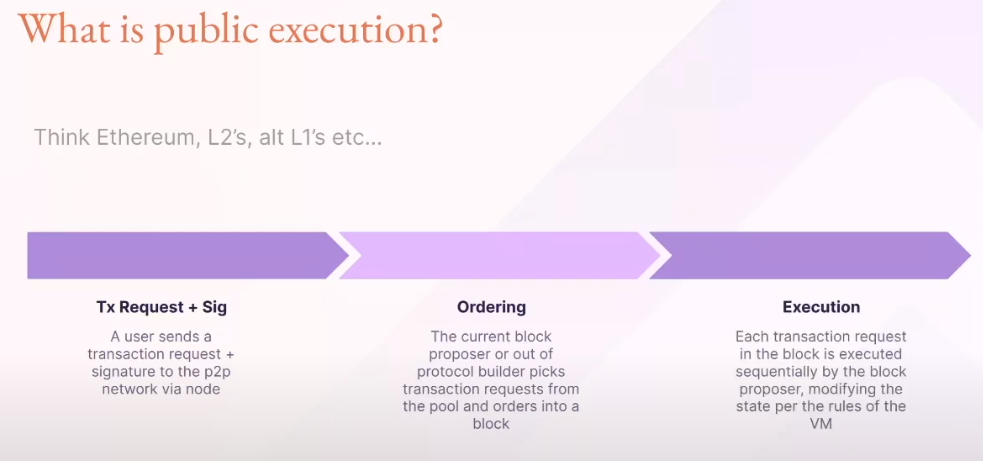 What is public execution?
Think Ethereum, L2's, alt L1's etc...
Tx Request + Sig
A user sends a
transaction request +
signature to the p2p
network via node
Ordering
The current block
proposer or out of
protocol builder picks
transaction requests from
the pool and orders into a
block
Execution
Each transaction request
in the block is executed
sequentially by the block
proposer, modifying the
state per the rules of the
VM